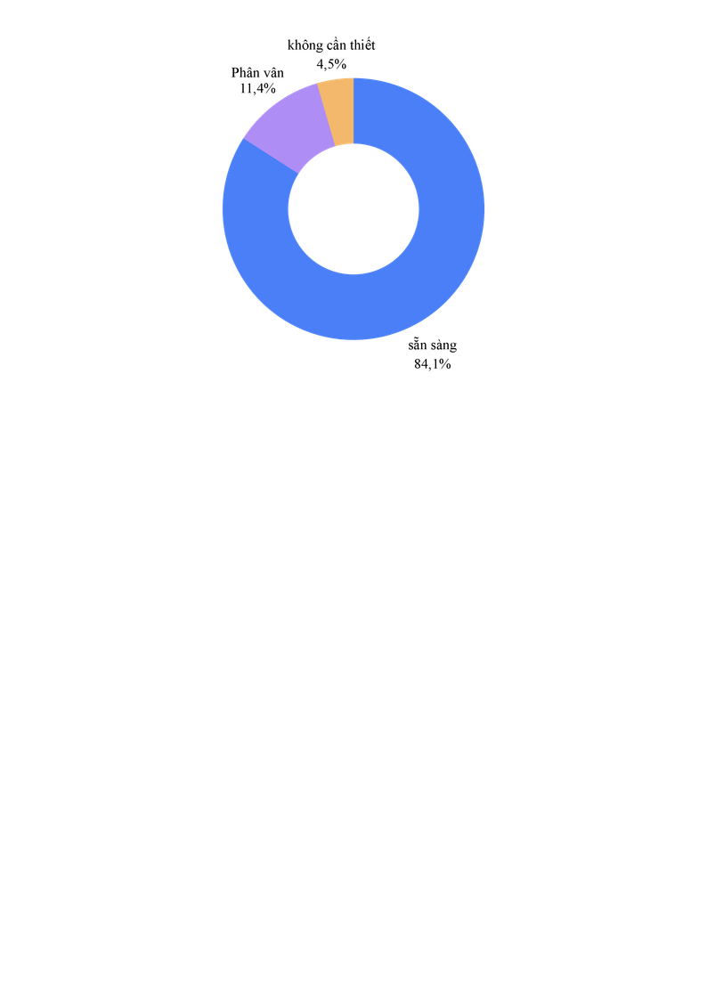 không cần thiết
4,5%
Phân vân
11,4%
sẵn sàng
84,1%